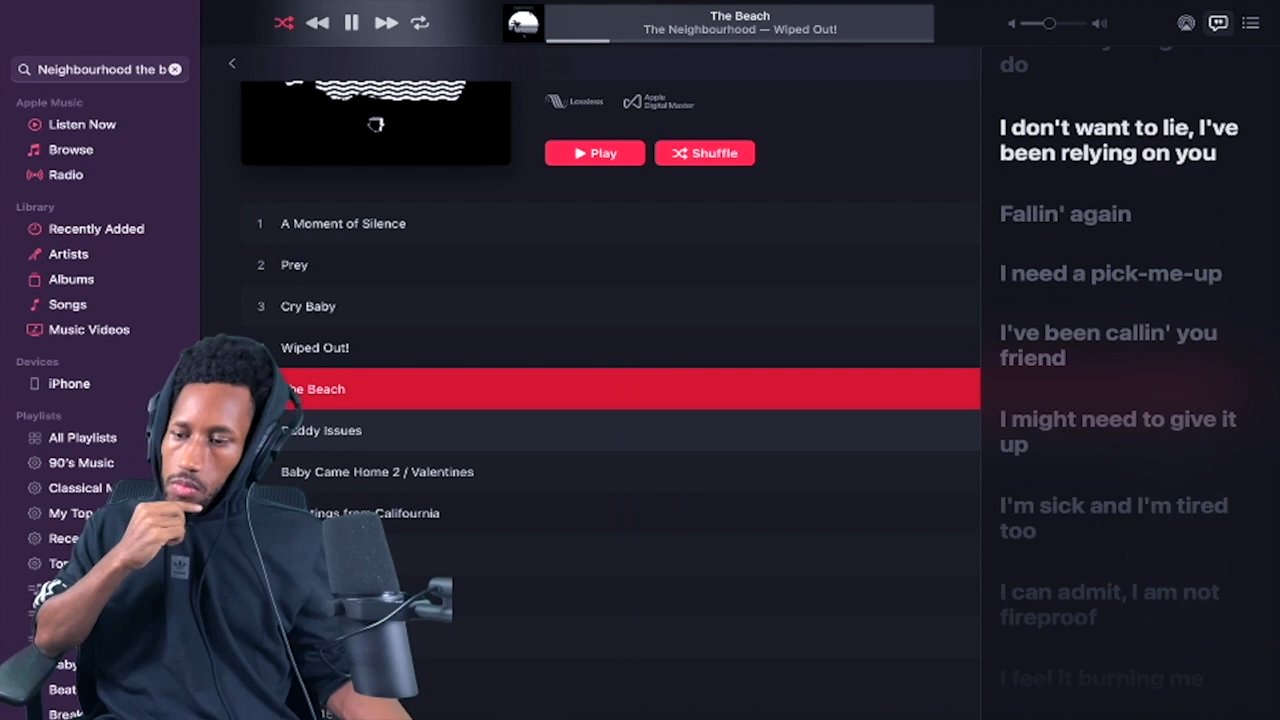 The Beach
The Neighbourhood — Wiped Out!
Neighbourhood the b
Apple Music
Listen Now
Browse
Radio
Library
Recently Added
Artists
Albums
Songs
Music Videos
Devices
iPhone
Playlists
All Playlists
90's Music
Classical M
My Top
Rece
Top
Baby
Beat
Break
Lossless
Apple
Digital Master
Play
Shuffle
1 A Moment of Silence
2 Prey
3 Cry Baby
Wiped Out!
he Beach
ddy Issues
Baby Came Home 2 / Valentines
tings from Califournia
do
I don't want to lie, I've
been relying on you
Fallin' again
I need a pick-me-up
I've been callin' you
friend
I might need to give it
up
I'm sick and I'm tired
too
I can admit, I am not
fireproof
I feel it burning me